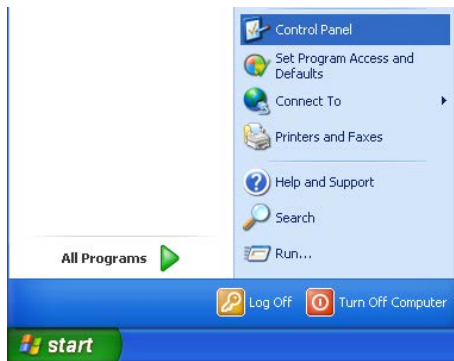 Control Panel
Set Program Access and
Defaults
Connect To
Printers and Faxes
Help and Support
Search
All Programs
Run...
Log Off
Turn Off Computer
start